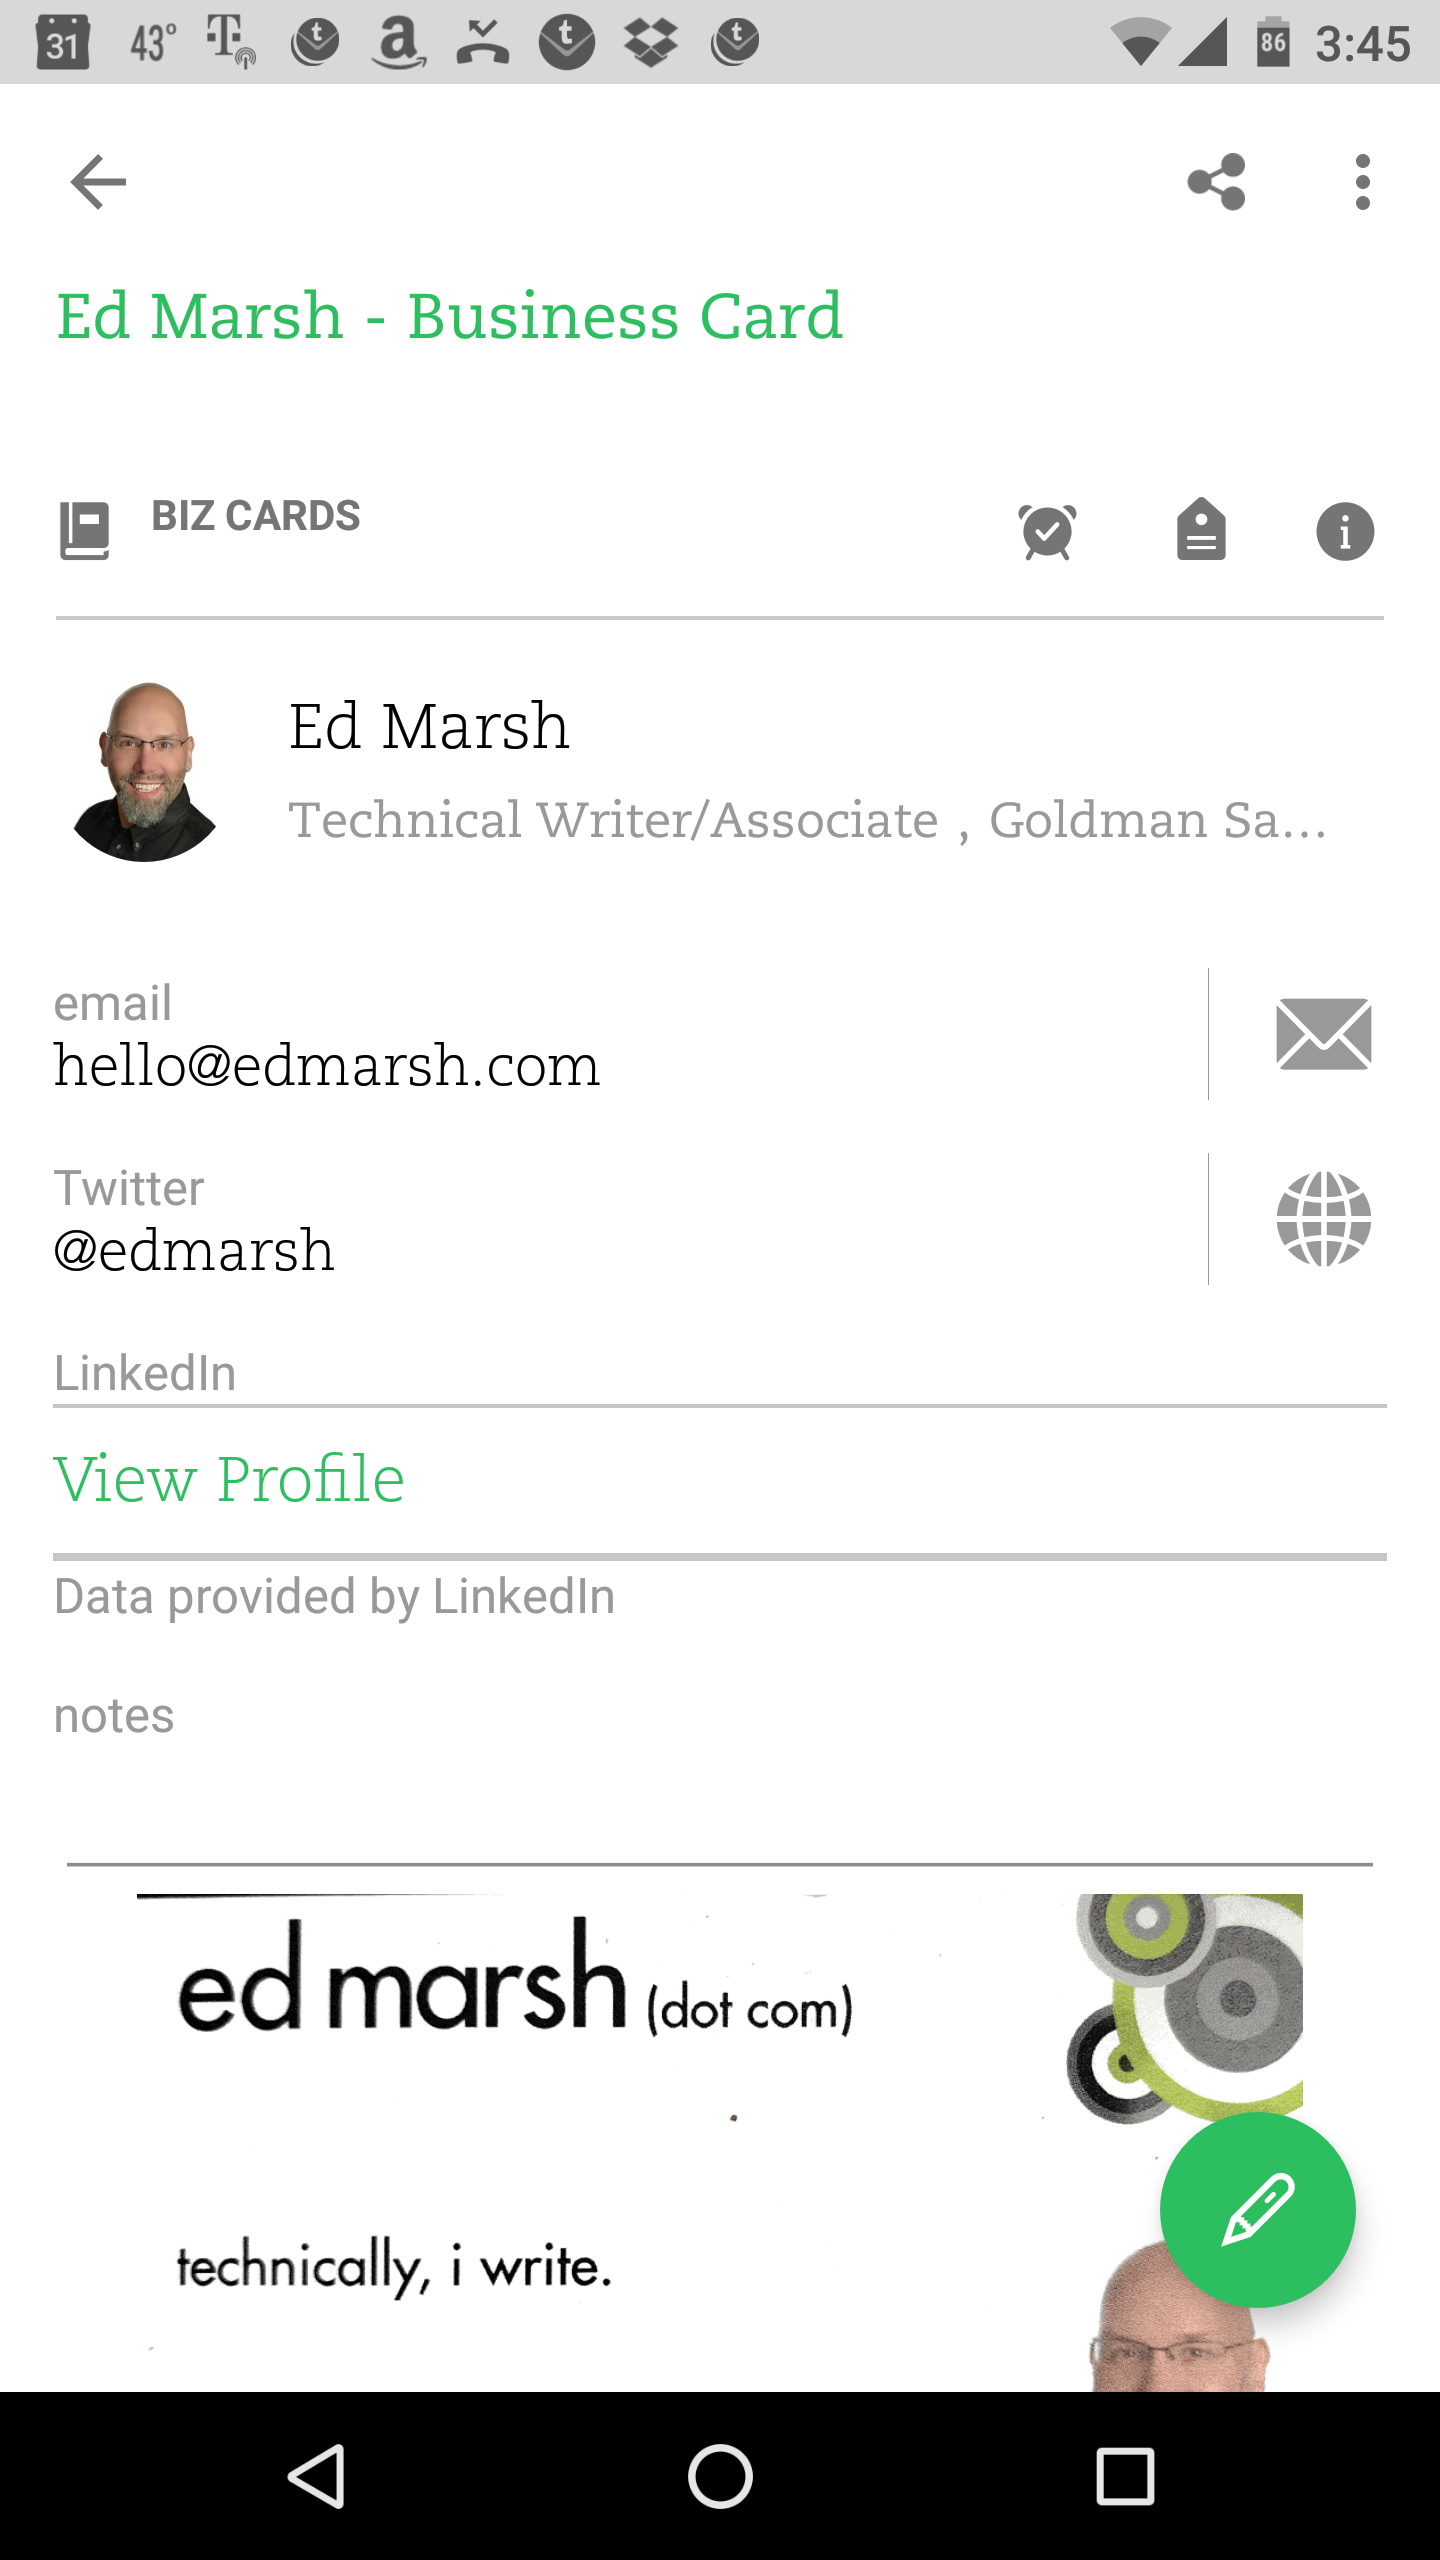 31 43° T t a t t 86 3:45
Ed Marsh - Business Card
BIZ CARDS
Ed Marsh
Technical Writer/Associate , Goldman Sa...
email
hello@edmarsh.com
Twitter
@edmarsh
LinkedIn
View Profile
Data provided by LinkedIn
notes
ed marsh (dot com)
technically, i write.